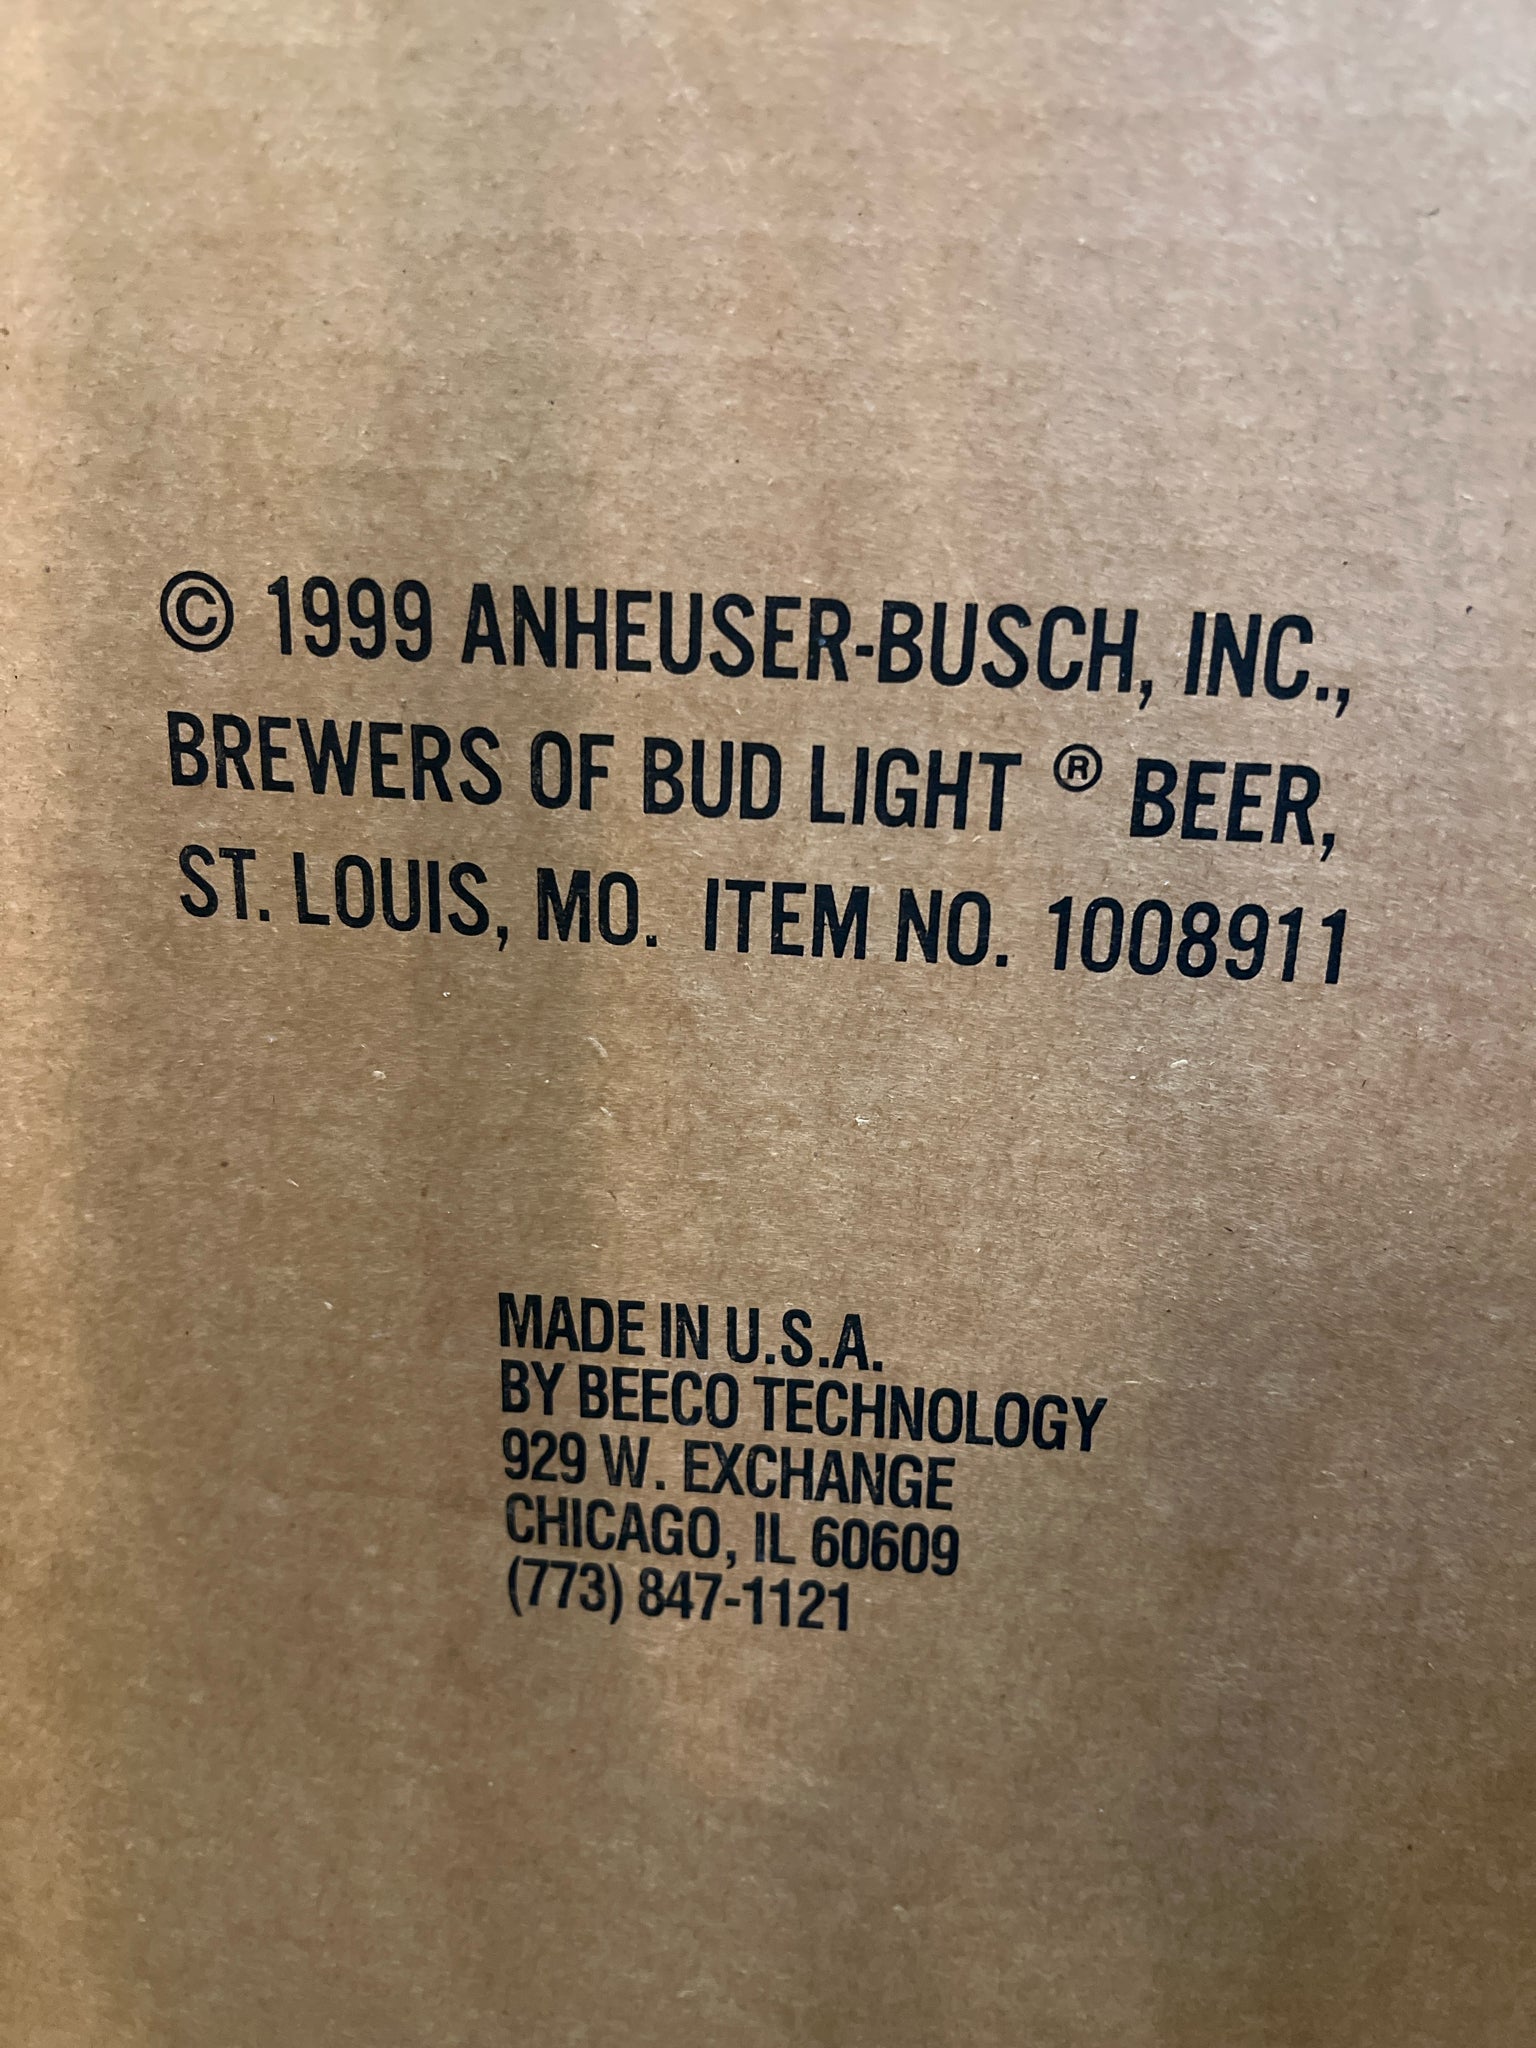 © 1999 ANHEUSER-BUSCH, INC.,
BREWERS OF BUD LIGHT ® BEER,
ST. LOUIS, MO. ITEM NO. 1008911
MADE IN U.S.A.
BY BEECO TECHNOLOGY
929 W. EXCHANGE
CHICAGO, IL 60609
(773) 847-1121